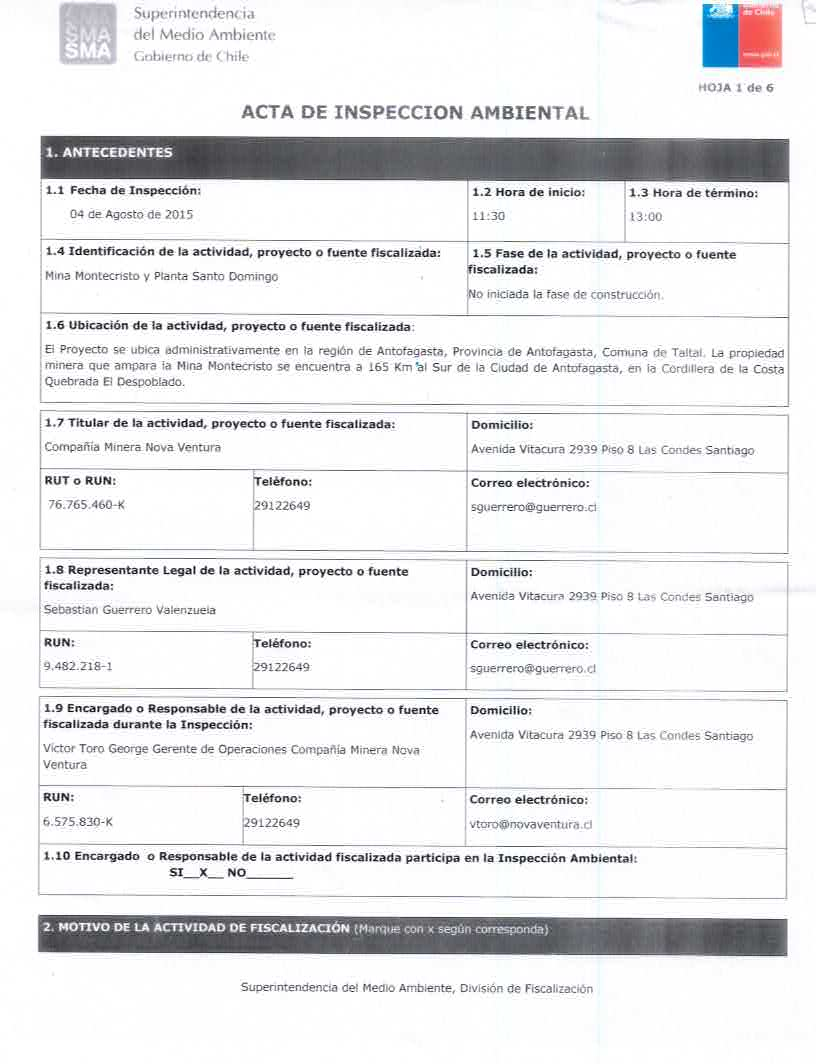 SMA
SMA
SMA
Superintendencia
del Medio Ambiente
Gobierno de Chile
de Chile
HOJA 1 de 6
ACTA DE INSPECCION AMBIENTAL
1. ANTECEDENTES
1.1 Fecha de Inspección:
04 de Agosto de 2015
1.2 Hora de inicio:
11:30
1.3 Hora de término:
13:00
1.4 Identificación de la actividad, proyecto o fuente fiscalizada:
Mina Montecristo y Planta Santo Domingo
1.5 Fase de la actividad, proyecto o fuente
fiscalizada:
No iniciada la fase de construcción.
1.6 Ubicación de la actividad, proyecto o fuente fiscalizada:
El Proyecto se ubica administrativamente en la región de Antofagasta, Provincia de Antofagasta, Comuna de Taltal. La propiedad
minera que ampara la Mina Montecristo se encuentra a 165 Km al Sur de la Ciudad de Antofagasta, en la Cordillera de la Costa
Quebrada El Despoblado.
1.7 Titular de la actividad, proyecto o fuente fiscalizada:
Compañía Minera Nova Ventura
Domicilio:
Avenida Vitacura 2939 Piso 8 Las Condes Santiago
RUT o RUN:
76.765.460-K
Teléfono:
29122649
Correo electrónico:
sguerrero@guerrero.cl
1.8 Representante Legal de la actividad, proyecto o fuente
fiscalizada:
Sebastian Guerrero Valenzuela
Domicilio:
Avenida Vitacura 2939 Piso 8 Las Condes Santiago
RUN:
9.482.218-1
Teléfono:
29122649
Correo electrónico:
sguerrero@guerrero.cl
1.9 Encargado o Responsable de la actividad, proyecto o fuente
fiscalizada durante la Inspección:
Victor Toro George Gerente de Operaciones Compañía Minera Nova
Ventura
Domicilio:
Avenida Vitacura 2939 Piso 8 Las Condes Santiago
RUN:
6.575.830-K
Teléfono:
29122649
Correo electrónico:
vtoro@novaventura.cl
1.10 Encargado o Responsable de la actividad fiscalizada participa en la Inspección Ambiental:
SI__X__ NO______
2. MOTIVO DE LA ACTIVIDAD DE FISCALIZACIÓN (Marque con x según corresponda)
Superintendencia del Medio Ambiente, División de Fiscalización